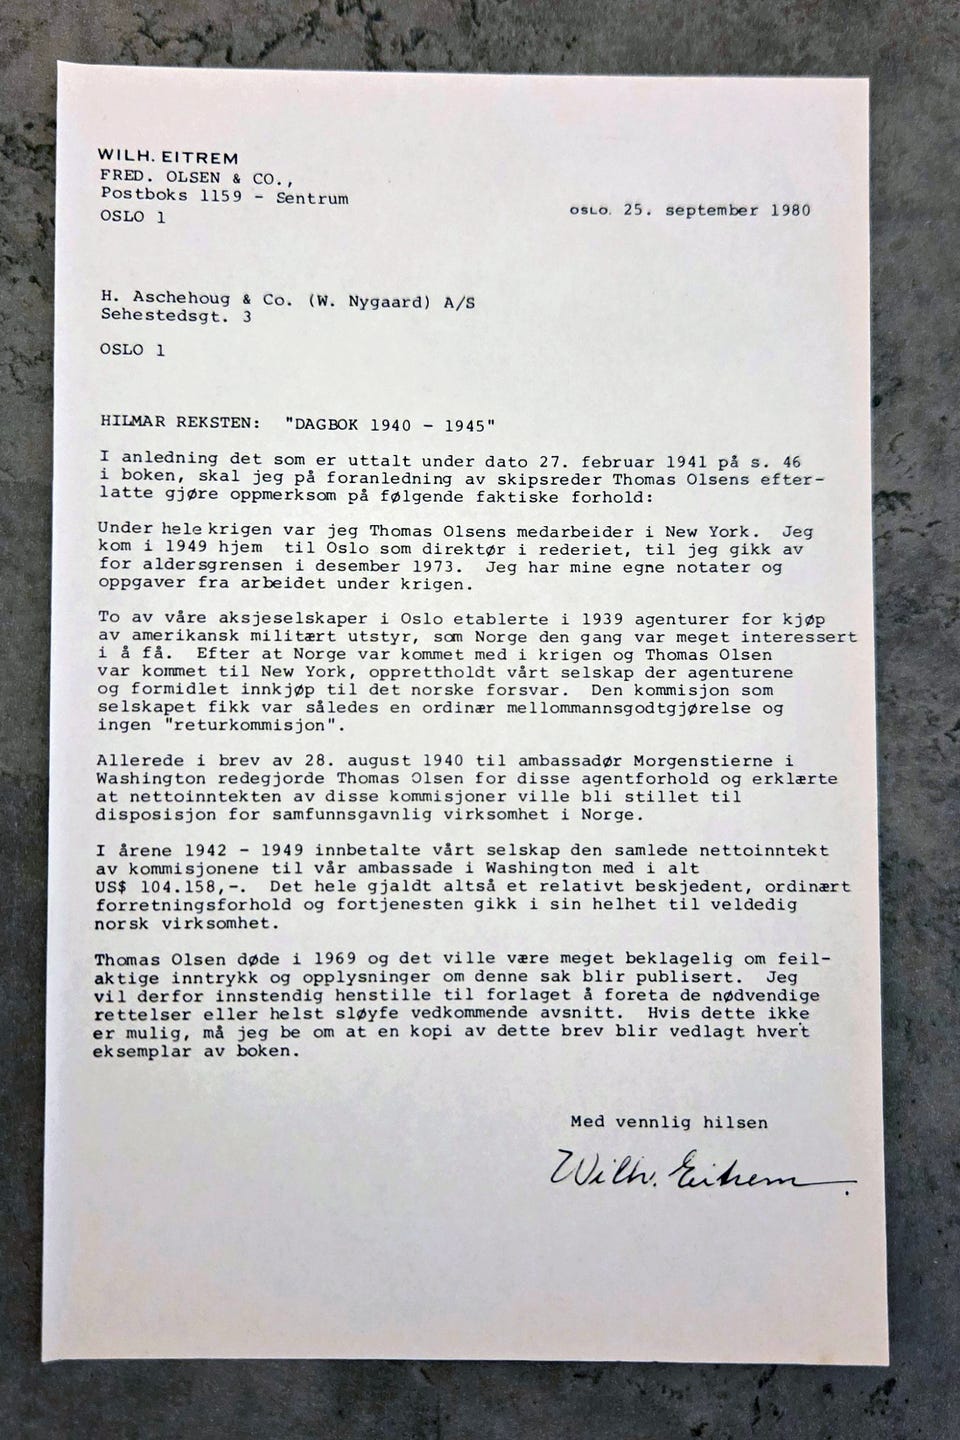 WILH. EITREM
FRED. OLSEN & CO.,
Postboks 1159 - Sentrum
OSLO 1
OSLO. 25. september 1980
H. Aschehoug & Co. (W. Nygaard) A/S
Sehestedsgt. 3
OSLO 1
HILMAR REKSTEN: "DAGBOK 1940 - 1945"
I anledning det som er uttalt under dato 27. februar 1941 på s. 46
i boken, skal jeg på foranledning av skipsreder Thomas Olsens efter-
latte gjøre oppmerksom på følgende faktiske forhold:
Under hele krigen var jeg Thomas Olsens medarbeider i New York. Jeg
kom i 1949 hjem til Oslo som direktør i rederiet, til jeg gikk av
for aldersgrensen i desember 1973. Jeg har mine egne notater og
oppgaver fra arbeidet under krigen.
To av våre aksjeselskaper i Oslo etablerte i 1939 agenturer for kjøp
av amerikansk militært utstyr, som Norge den gang var meget interessert
i å få. Efter at Norge var kommet med i krigen og Thomas Olsen
var kommet til New York, opprettholdt vårt selskap der agenturene
og formidlet innkjøp til det norske forsvar. Den kommisjon som
selskapet fikk var således en ordinær mellommannsgodtgjørelse og
ingen "returkommisjon".
Allerede i brev av 28. august 1940 til ambassadør Morgenstierne i
Washington redegjorde Thomas Olsen for disse agentforhold og erklærte
at nettoinntekten av disse kommisjoner ville bli stillet til
disposisjon for samfunnsgavnlig virksomhet i Norge.
I årene 1942 - 1949 innbetalte vårt selskap den samlede nettoinntekt
av kommisjonene til vår ambassade i Washington med i alt
US$ 104.158,-. Det hele gjaldt altså et relativt beskjedent, ordinært
forretningsforhold og fortjenesten gikk i sin helhet til veldedig
norsk virksomhet.
Thomas Olsen døde i 1969 og det ville være meget beklagelig om feil-
aktige inntrykk og opplysninger om denne sak blir publisert. Jeg
vil derfor innstendig henstille til forlaget å foreta de nødvendige
rettelser eller helst sløyfe vedkommende avsnitt. Hvis dette ikke
er mulig, må jeg be om at en kopi av dette brev blir vedlagt hvert
eksemplar av boken.
Med vennlig hilsen
Wilh. Eitrem